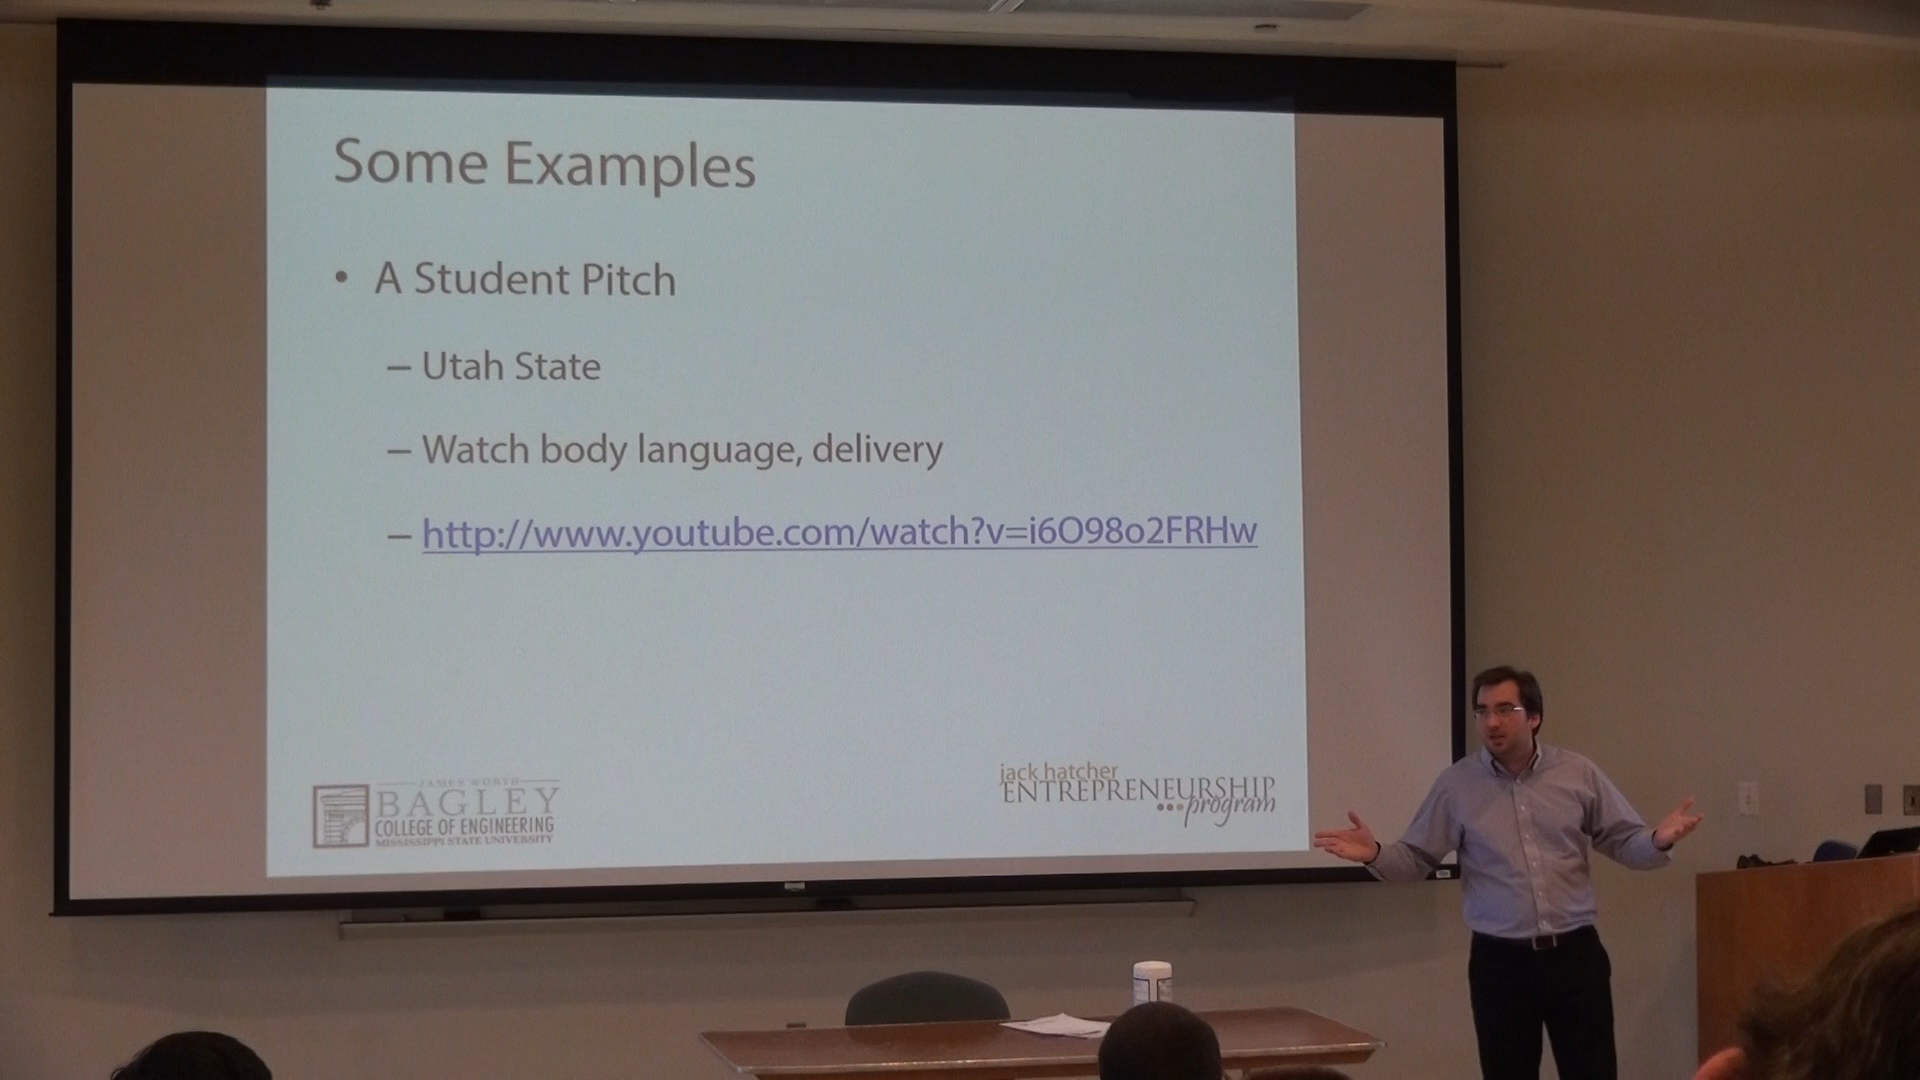 Some Examples
• A Student Pitch
– Utah State
– Watch body language, delivery
– http://www.youtube.com/watch?v=i6O98o2FRHw
JAMES WORTH
BAGLEY
COLLEGE OF ENGINEERING
MISSISSIPPI STATE UNIVERSITY
jack hatcher
ENTREPRENEURSHIP
...program